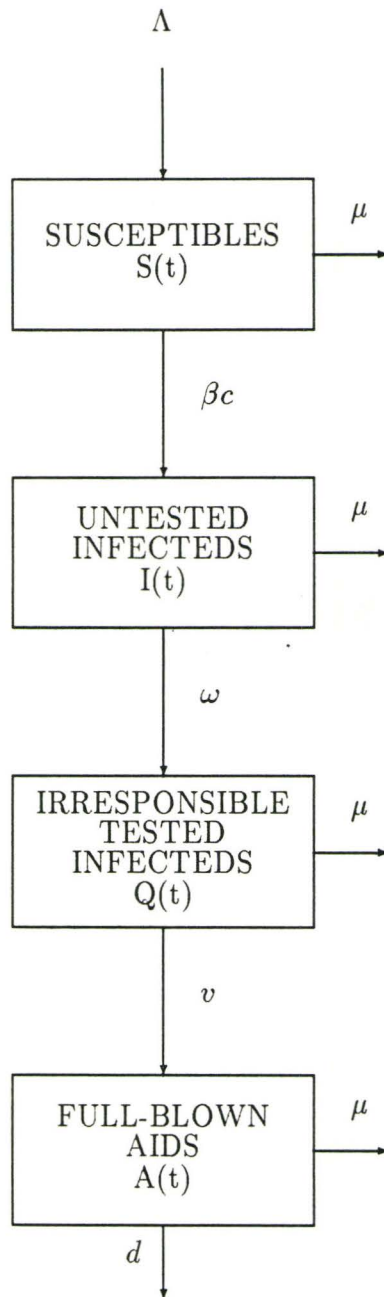 Λ
SUSCEPTIBLES
S(t)
μ
βc
UNTESTED
INFECTEDS
I(t)
μ
ω
IRRESPONSIBLE
TESTED
INFECTEDS
Q(t)
μ
v
FULL-BLOWN
AIDS
A(t)
μ
d